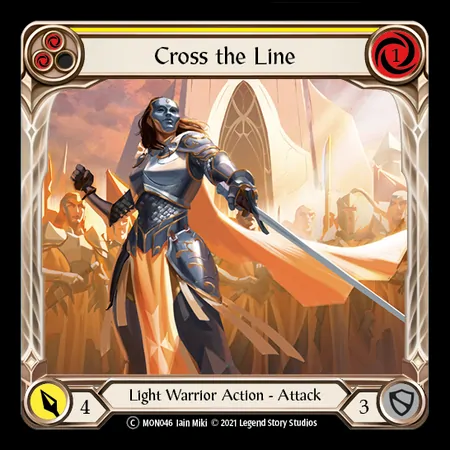 Cross the Line
1
Light Warrior Action - Attack
4
3
C MON046 Iain Miki © 2021 Legend Story Studios